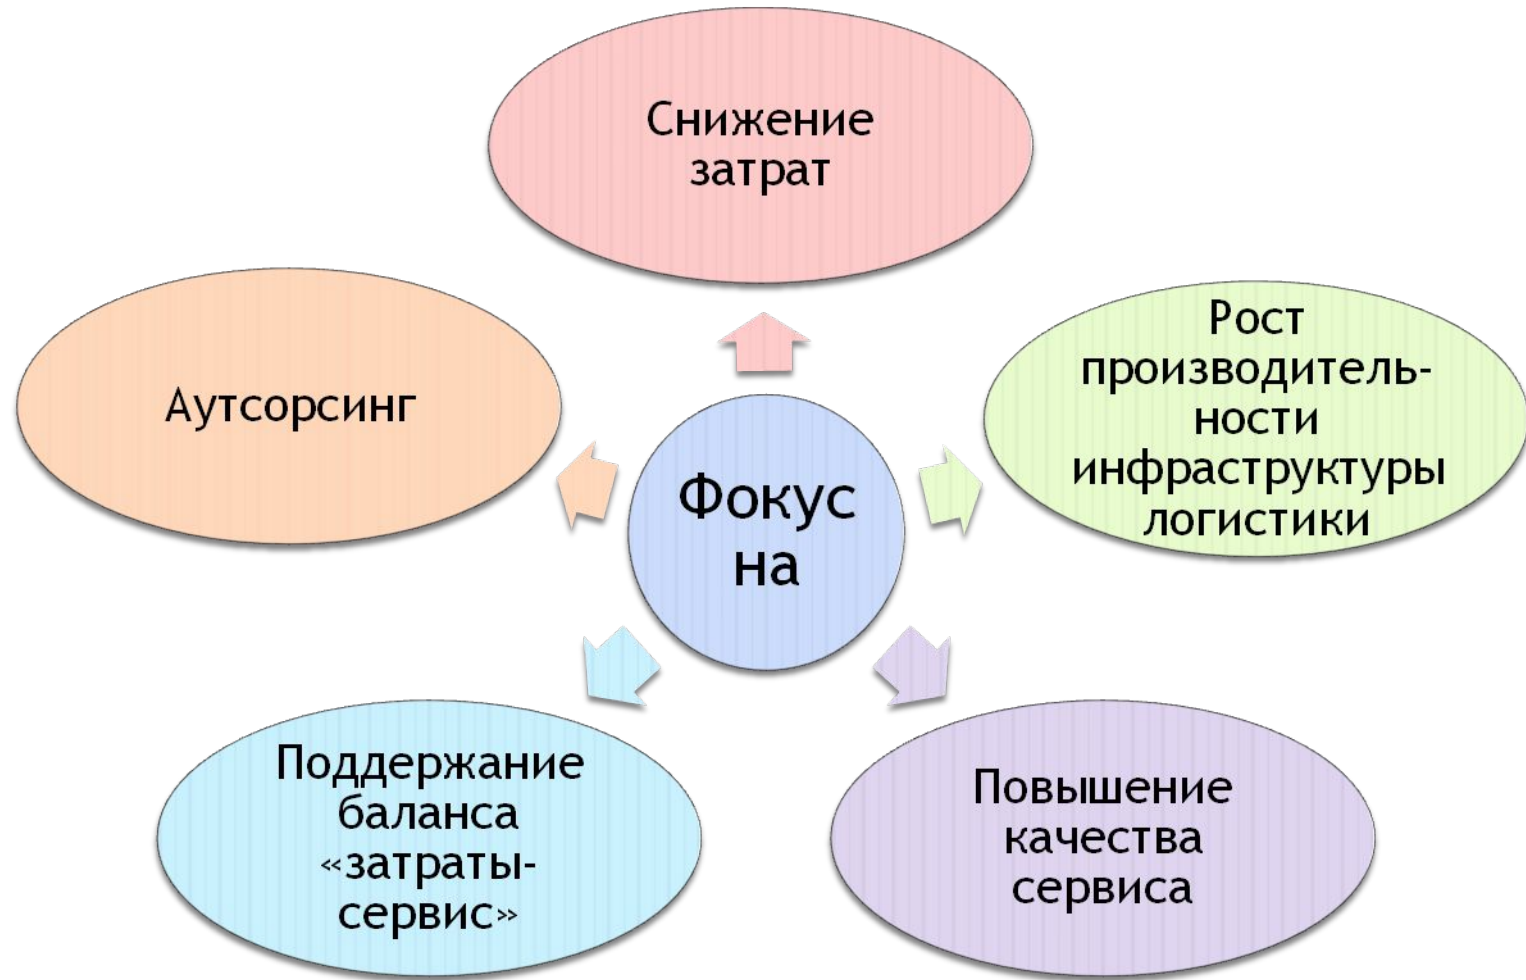 Снижение
затрат
Рост
производитель-
ности
инфраструктуры
логистики
Аутсорсинг
Фокус
на
Поддержание
баланса
«затраты-
сервис»
Повышение
качества
сервиса